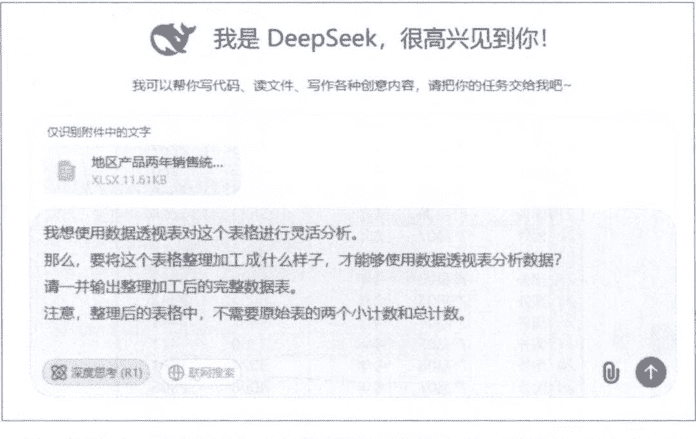 我是 DeepSeek，很高兴见到你！
我可以帮你写代码、读文件、写作各种创意内容，请把你的任务交给我吧~
仅识别附件中的文字
地区产品两年销售统...
XLSX 11.61KB
我想使用数据透视表对这个表格进行灵活分析。
那么，要将这个表格整理加工成什么样子，才能够使用数据透视表分析数据？
请一并输出整理加工后的完整数据表。
注意，整理后的表格中，不需要原始表的两个小计数和总计数。
深度思考 (R1)
联网搜索